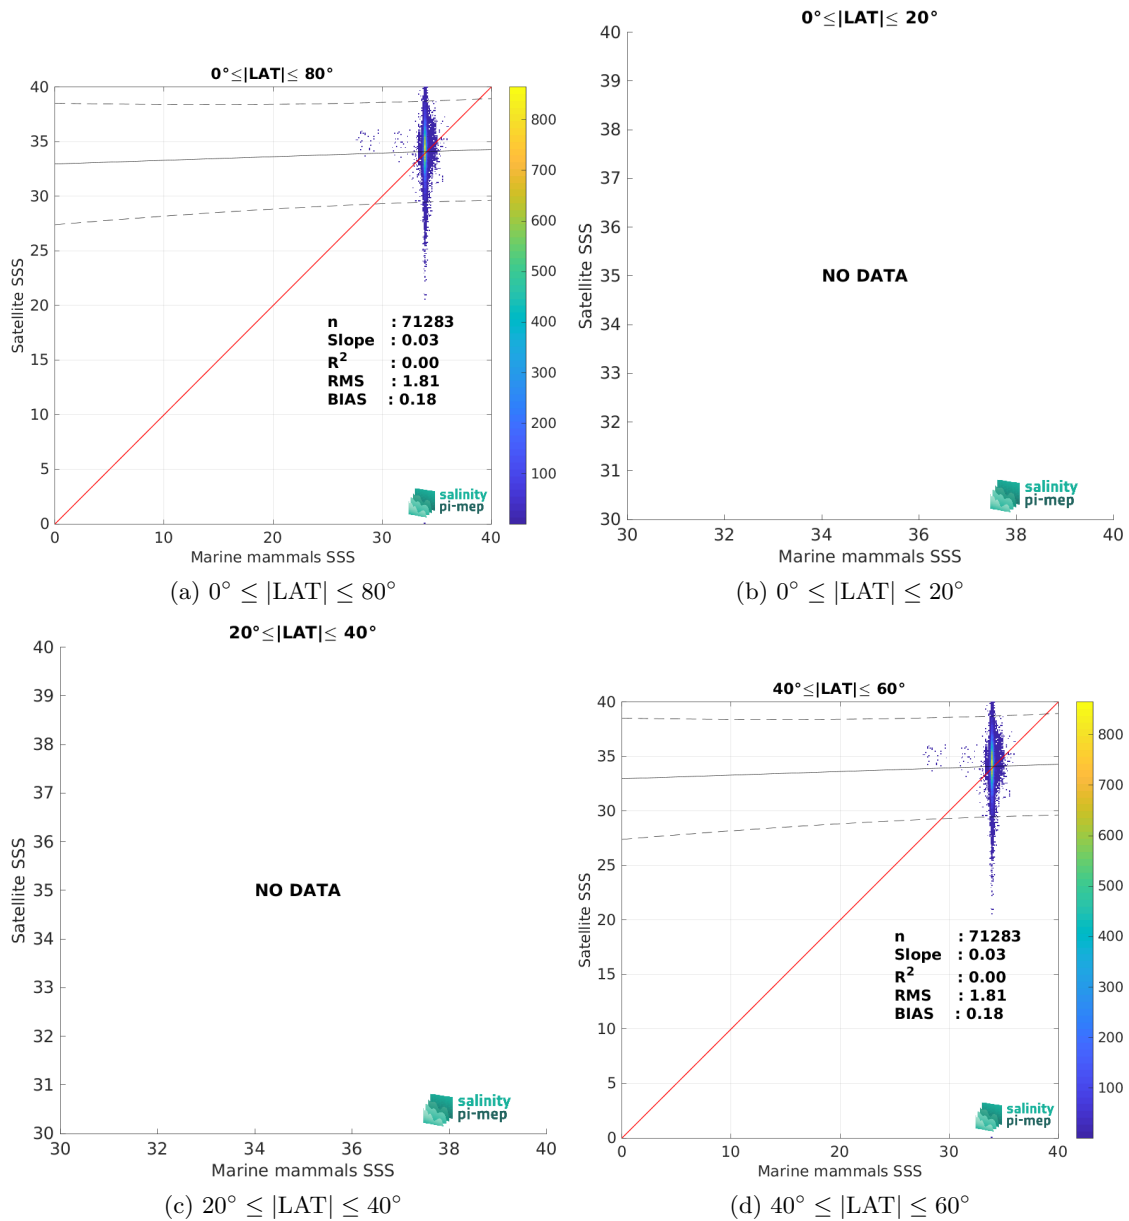 0°≤|LAT|≤ 80°
40
35
30
25
20
15
10
5
0
Satellite SSS
800
700
600
500
400
300
200
100
n : 71283
Slope : 0.03
R² : 0.00
RMS : 1.81
BIAS : 0.18
salinity
pi-mep
0 10 20 30 40
Marine mammals SSS
(a) 0° ≤ |LAT| ≤ 80°
0°≤|LAT|≤ 20°
40
39
38
37
36
35
34
33
32
31
30
Satellite SSS
NO DATA
salinity
pi-mep
30 32 34 36 38 40
Marine mammals SSS
(b) 0° ≤ |LAT| ≤ 20°
20°≤|LAT|≤ 40°
40
39
38
37
36
35
34
33
32
31
30
Satellite SSS
NO DATA
salinity
pi-mep
30 32 34 36 38 40
Marine mammals SSS
(c) 20° ≤ |LAT| ≤ 40°
40°≤|LAT|≤ 60°
40
35
30
25
20
15
10
5
0
Satellite SSS
800
700
600
500
400
300
200
100
n : 71283
Slope : 0.03
R² : 0.00
RMS : 1.81
BIAS : 0.18
salinity
pi-mep
0 10 20 30 40
Marine mammals SSS
(d) 40° ≤ |LAT| ≤ 60°